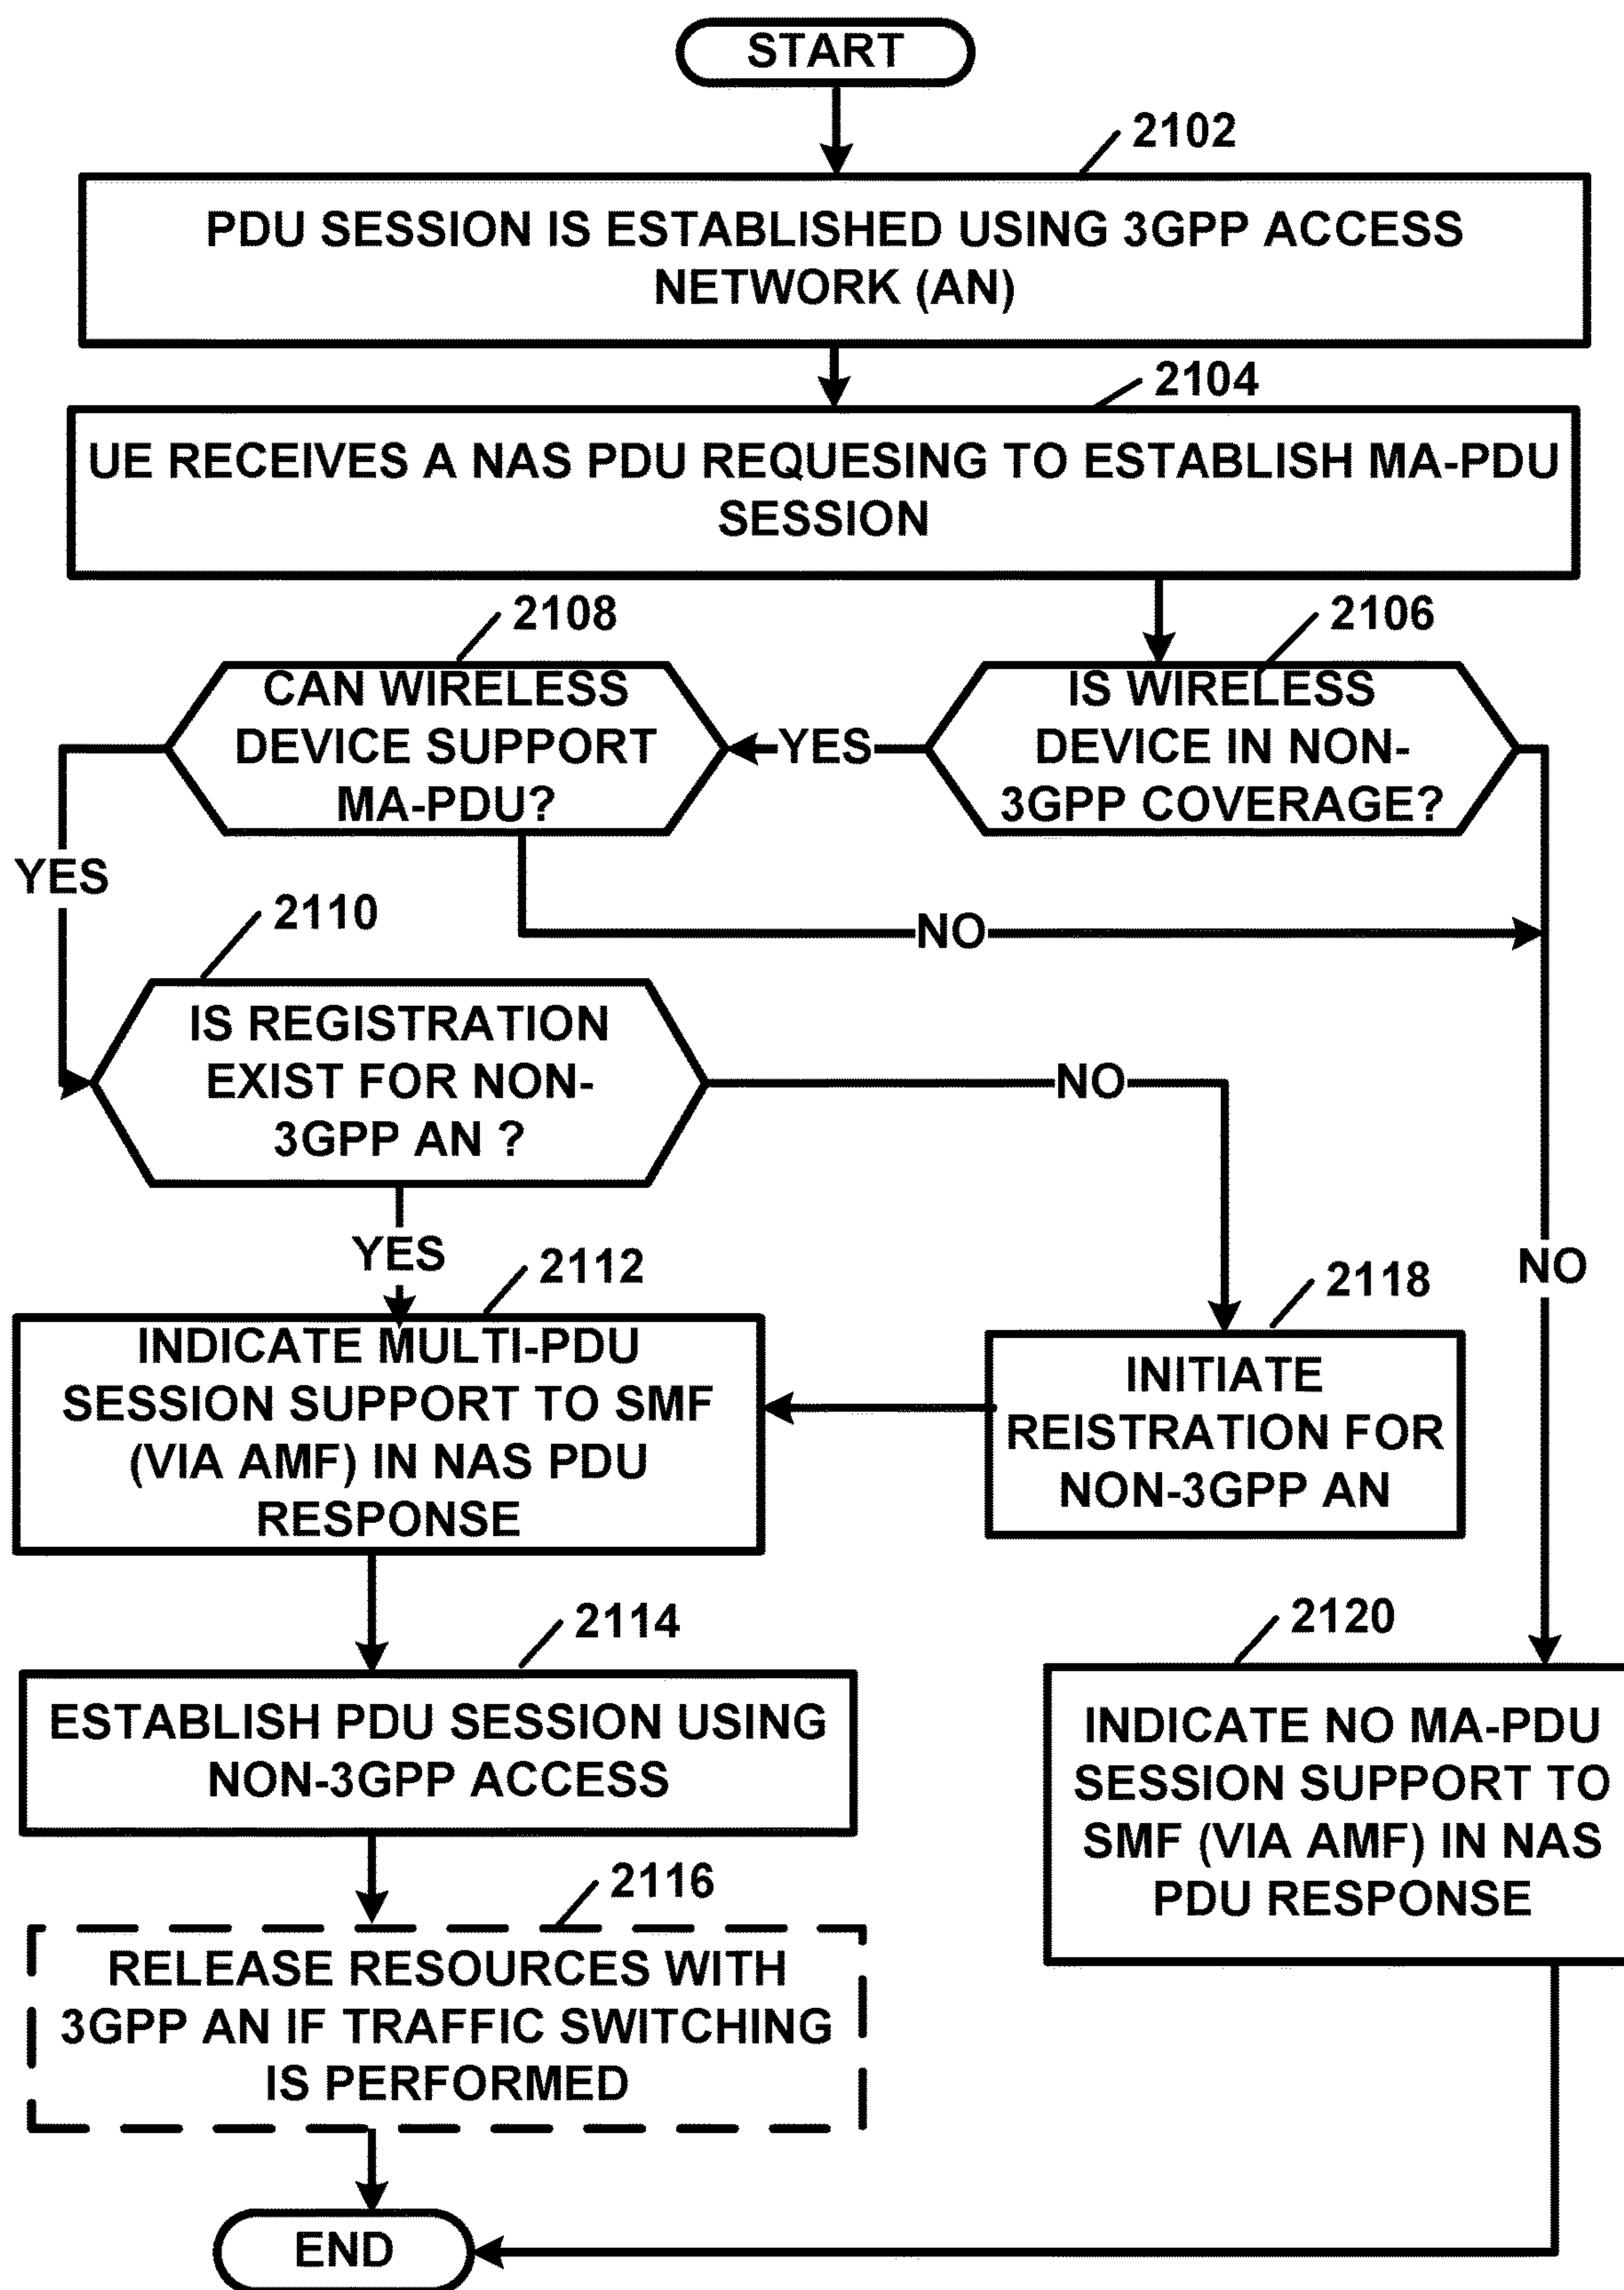 START
2102
PDU SESSION IS ESTABLISHED USING 3GPP ACCESS
NETWORK (AN)
2104
UE RECEIVES A NAS PDU REQUESING TO ESTABLISH MA-PDU
SESSION
2108
2106
CAN WIRELESS
DEVICE SUPPORT
MA-PDU?
YES
IS WIRELESS
DEVICE IN NON-
3GPP COVERAGE?
YES
NO
2110
IS REGISTRATION
EXIST FOR NON-
3GPP AN ?
NO
YES
NO
2112
2118
INDICATE MULTI-PDU
SESSION SUPPORT TO SMF
(VIA AMF) IN NAS PDU
RESPONSE
INITIATE
REISTRATION FOR
NON-3GPP AN
2114
2120
ESTABLISH PDU SESSION USING
NON-3GPP ACCESS
INDICATE NO MA-PDU
SESSION SUPPORT TO
SMF (VIA AMF) IN NAS
PDU RESPONSE
2116
RELEASE RESOURCES WITH
3GPP AN IF TRAFFIC SWITCHING
IS PERFORMED
END